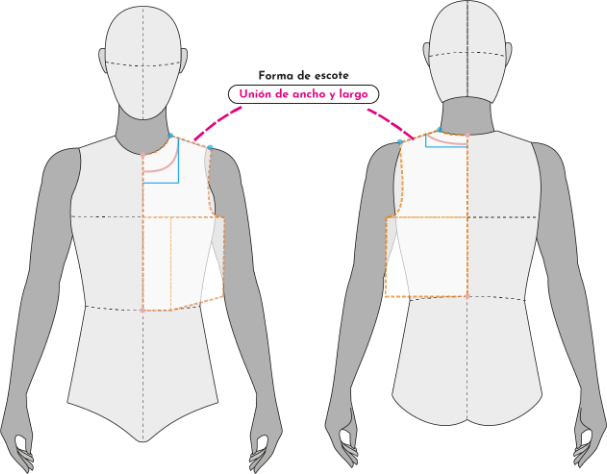 Forma de escote
Unión de ancho y largo